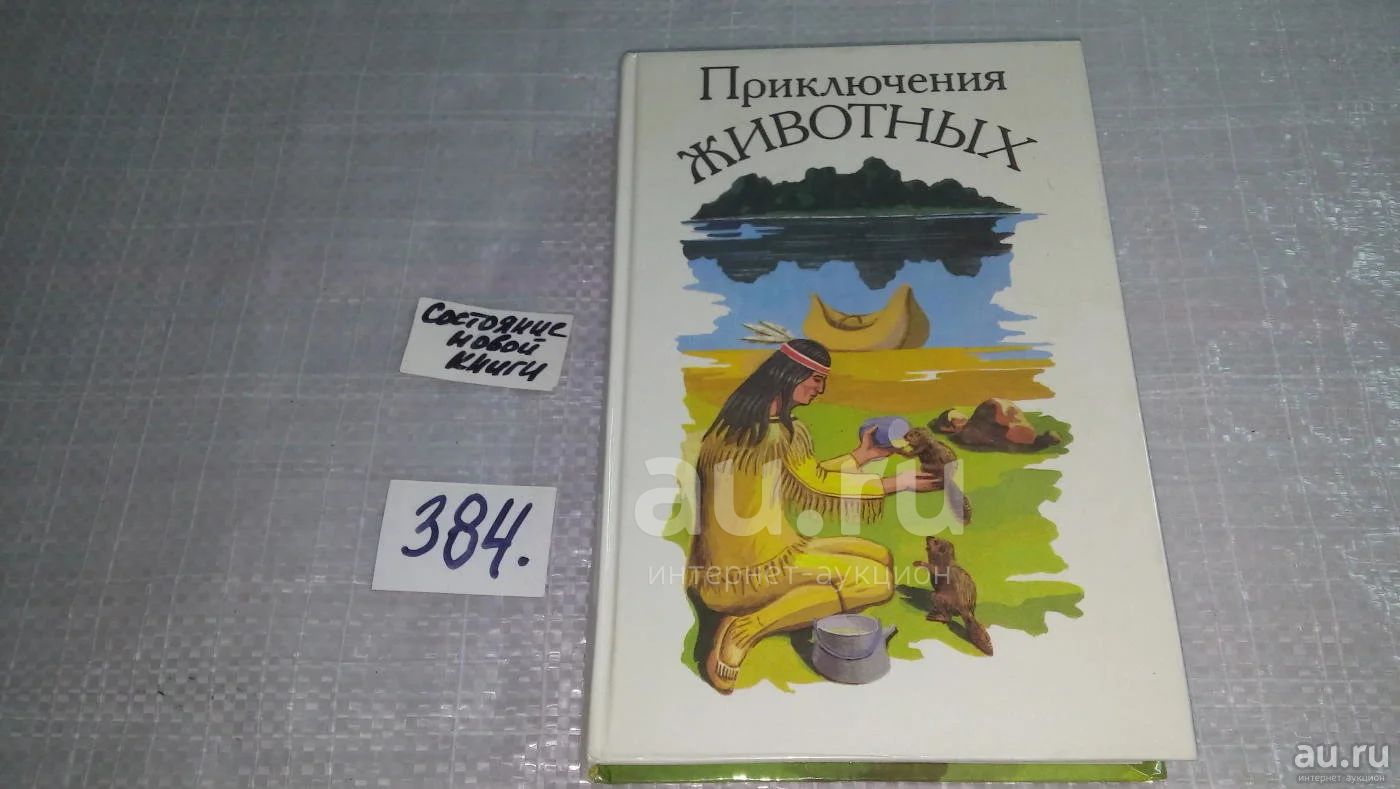 Приключения
ЖИВОТНЫХ
Состояние
новой
книги
384.
au.ru
интернет-аукцион
au.ru
интернет-аукцион